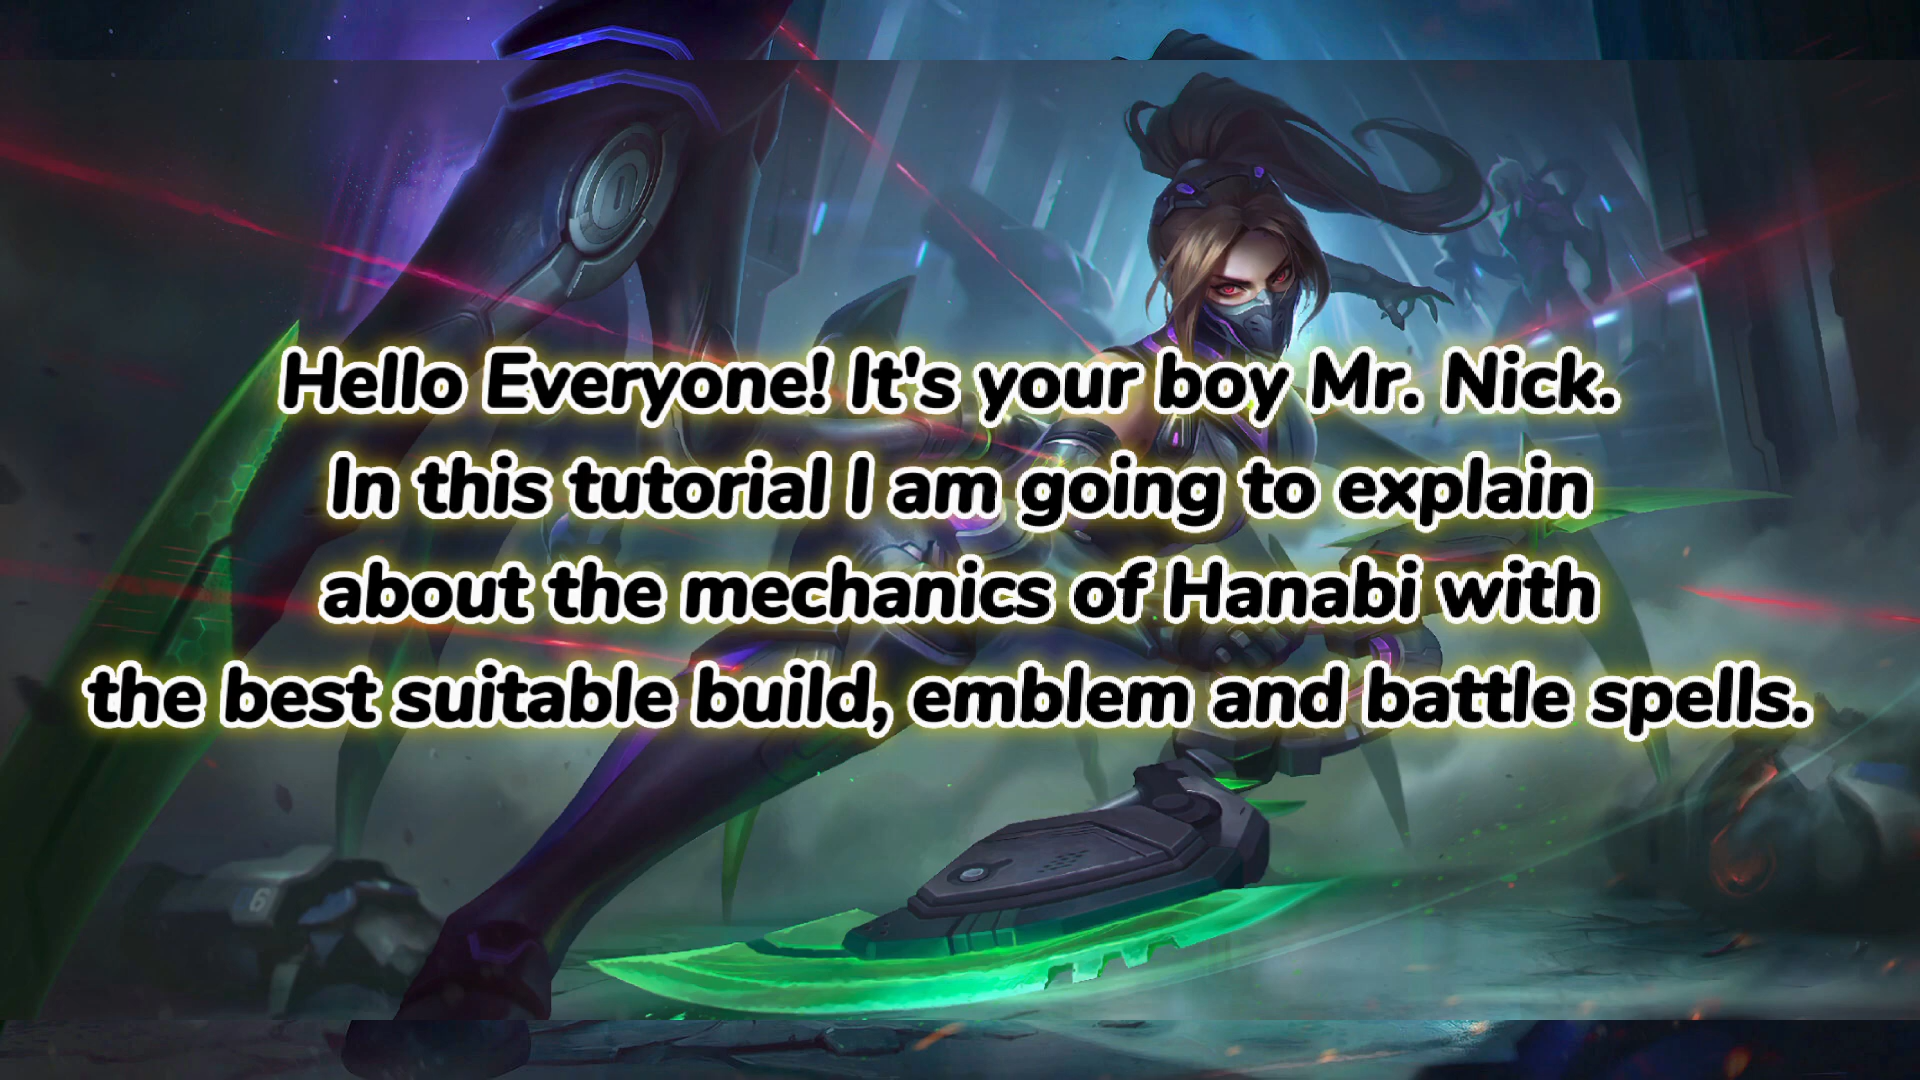 Hello Everyone! It's your boy Mr. Nick.
In this tutorial I am going to explain
about the mechanics of Hanabi with
the best suitable build, emblem and battle spells.
6